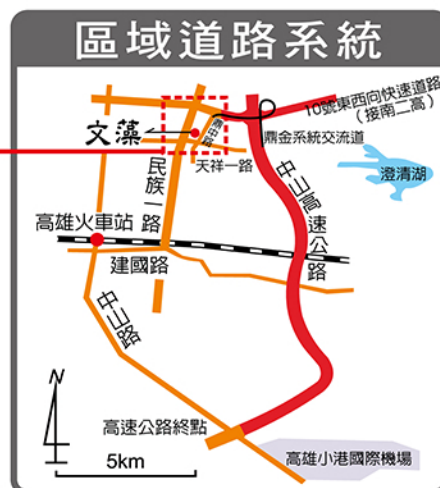 區域道路系統
10號東西向快速道路
(接南二高)
文藻
鼎中路
鼎金系統交流道
天祥一路
澄清湖
民族一路
中山高速公路
高雄火車站
建國路
中山路
N
高速公路終點
5km
高雄小港國際機場